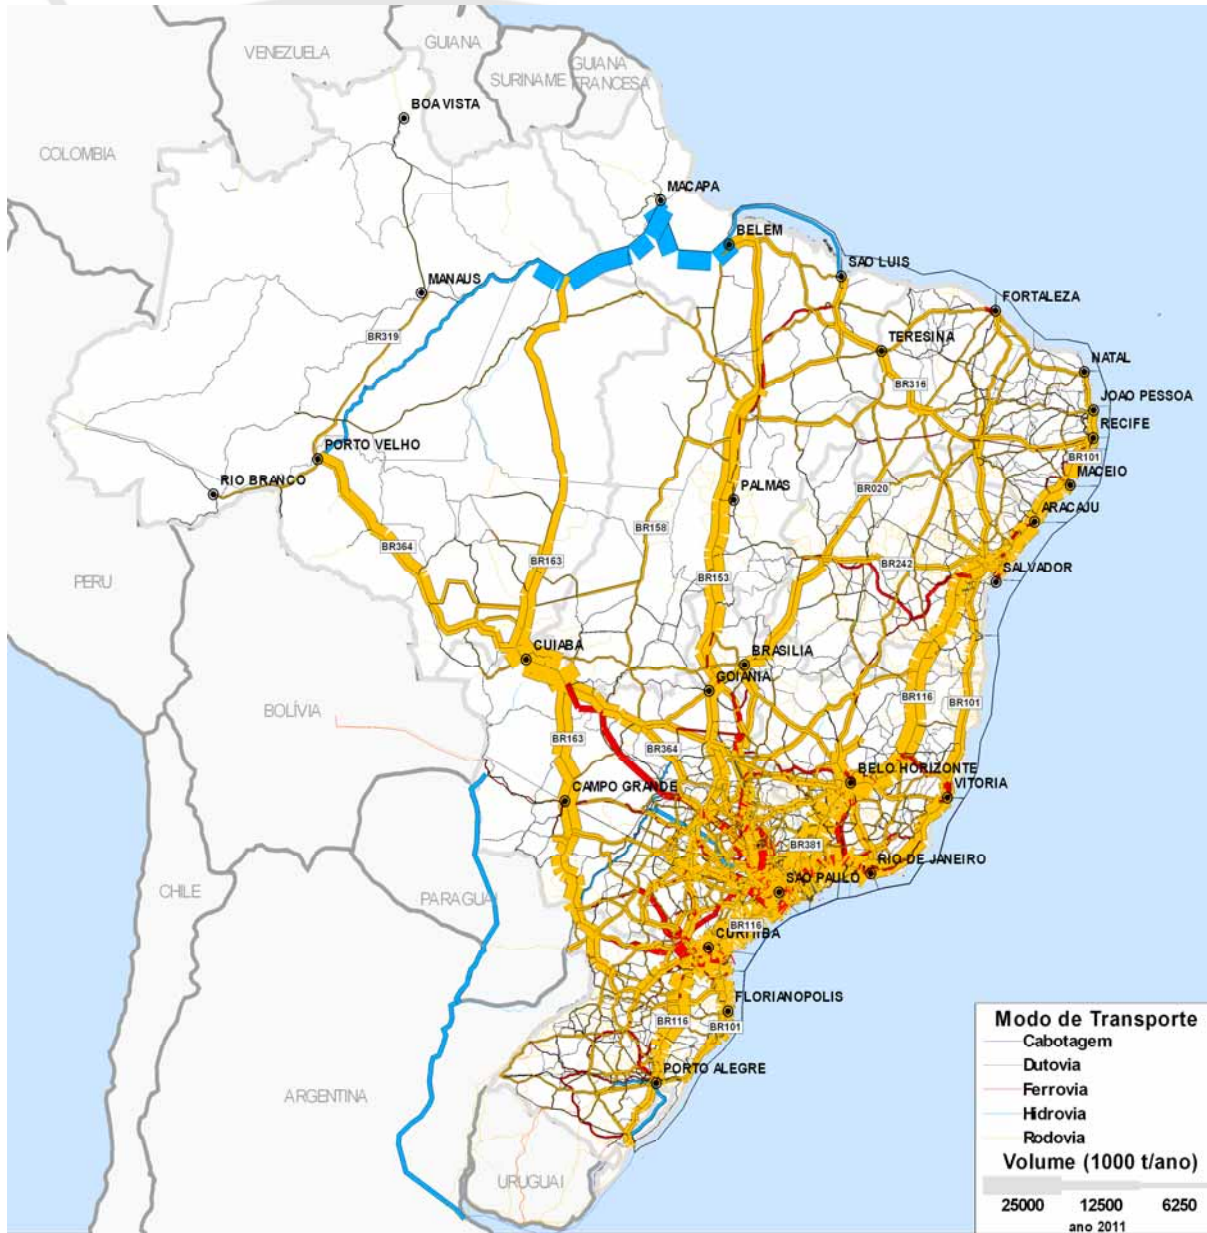 VENEZUELA
GUIANA
SURINAME
GUIANA
FRANCESA
COLOMBIA
BOA VISTA
MACAPA
BELEM
SAO LUIS
MANAUS
FORTALEZA
BR319
TERESINA
NATAL
BR316
JOAO PESSOA
RECIFE
BR101
PORTO VELHO
MACEIO
RIO BRANCO
PALMAS
BR020
ARACAJU
BR364
BR158
BR163
BR242
SALVADOR
PERU
BR153
CUIABA
BRASILIA
GOIANIA
BR116
BR101
BOLÍVIA
BR163
BR364
BELO HORIZONTE
CAMPO GRANDE
VITORIA
BR381
RIO DE JANEIRO
SAO PAULO
CHILE
PARAGUAI
BR116
CURITIBA
FLORIANOPOLIS
BR116
BR101
PORTO ALEGRE
ARGENTINA
URUGUAI
Modo de Transporte
Cabotagem
Dutovia
Ferrovia
Hidrovia
Rodovia
Volume (1000 t/ano)
25000 12500 6250
ano 2011